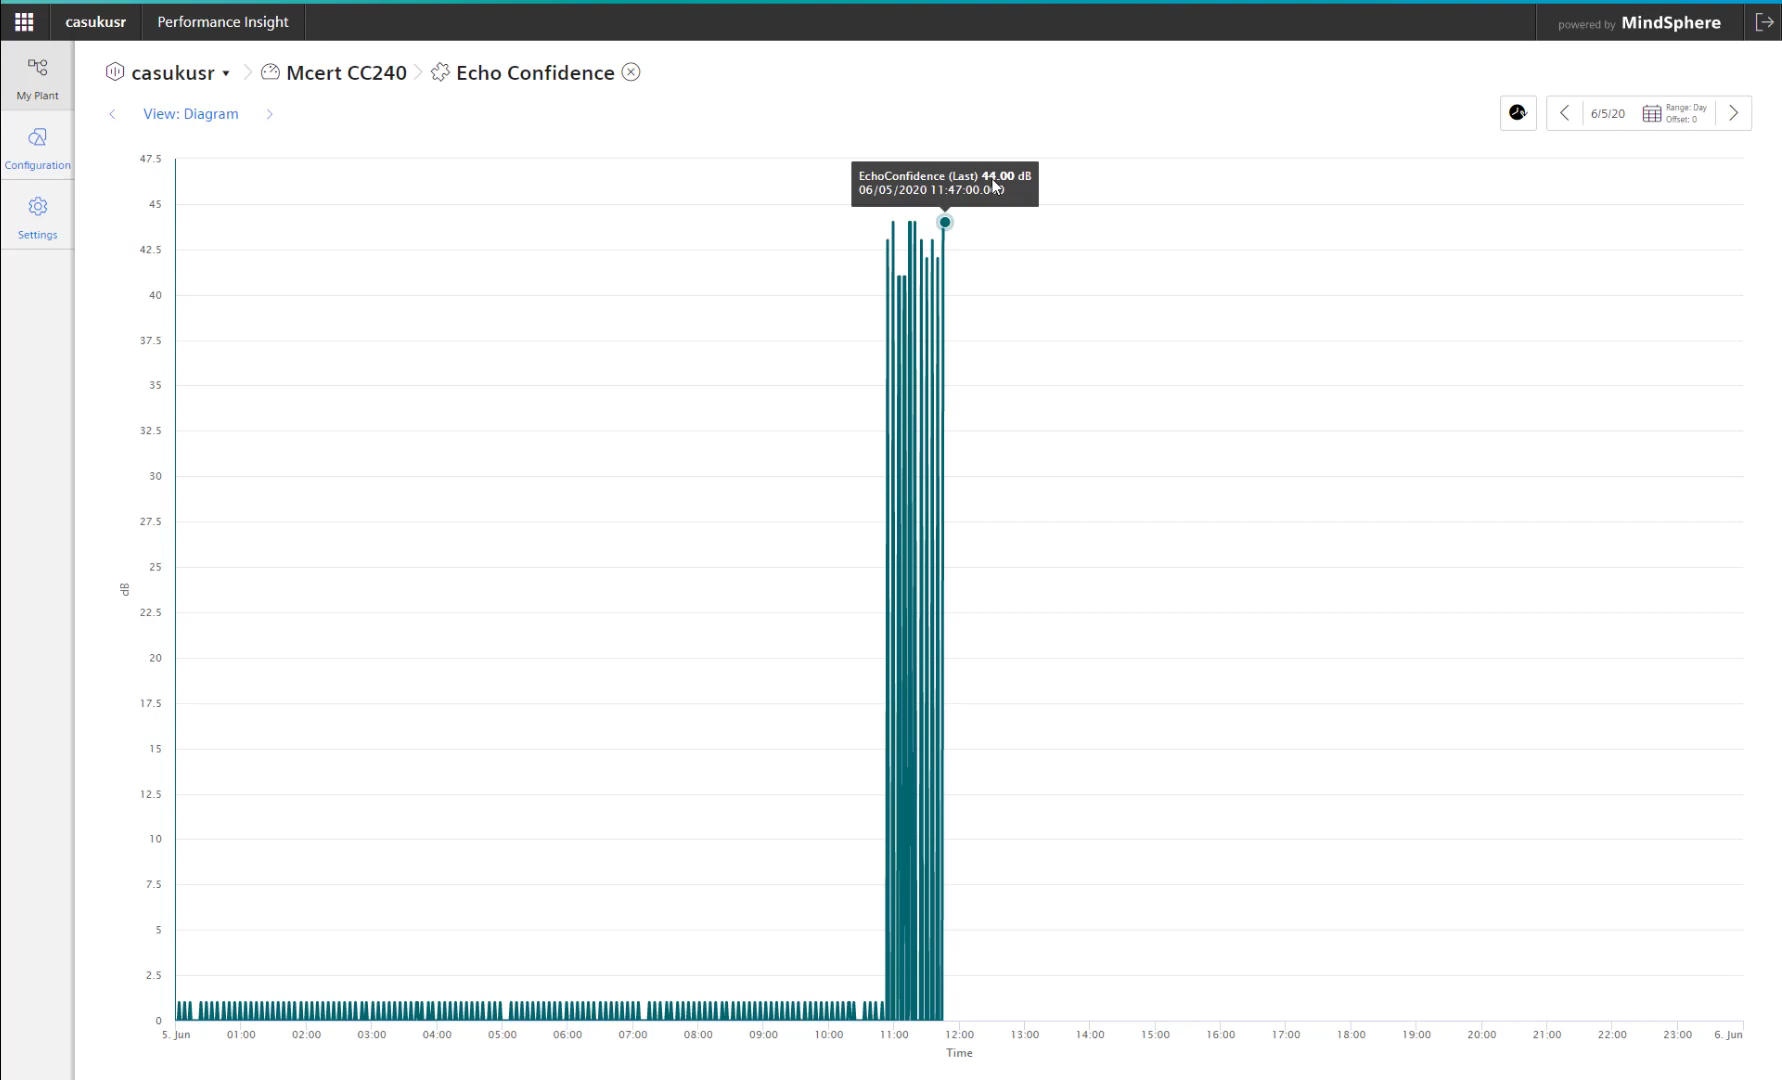 casukusr
Performance Insight
powered by MindSphere
My Plant
Configuration
Settings
casukusr
Mcert CC240
Echo Confidence
View: Diagram
6/5/20
Range: Day
Offset: 0
EchoConfidence (Last) 44.00 dB
06/05/2020 11:47:00.000
47.5
45
42.5
40
37.5
35
32.5
30
27.5
25
22.5
20
17.5
15
12.5
10
7.5
5
2.5
0
dB
5. Jun 01:00 02:00 03:00 04:00 05:00 06:00 07:00 08:00 09:00 10:00 11:00 12:00 13:00 14:00 15:00 16:00 17:00 18:00 19:00 20:00 21:00 22:00 23:00 6. Jun
Time